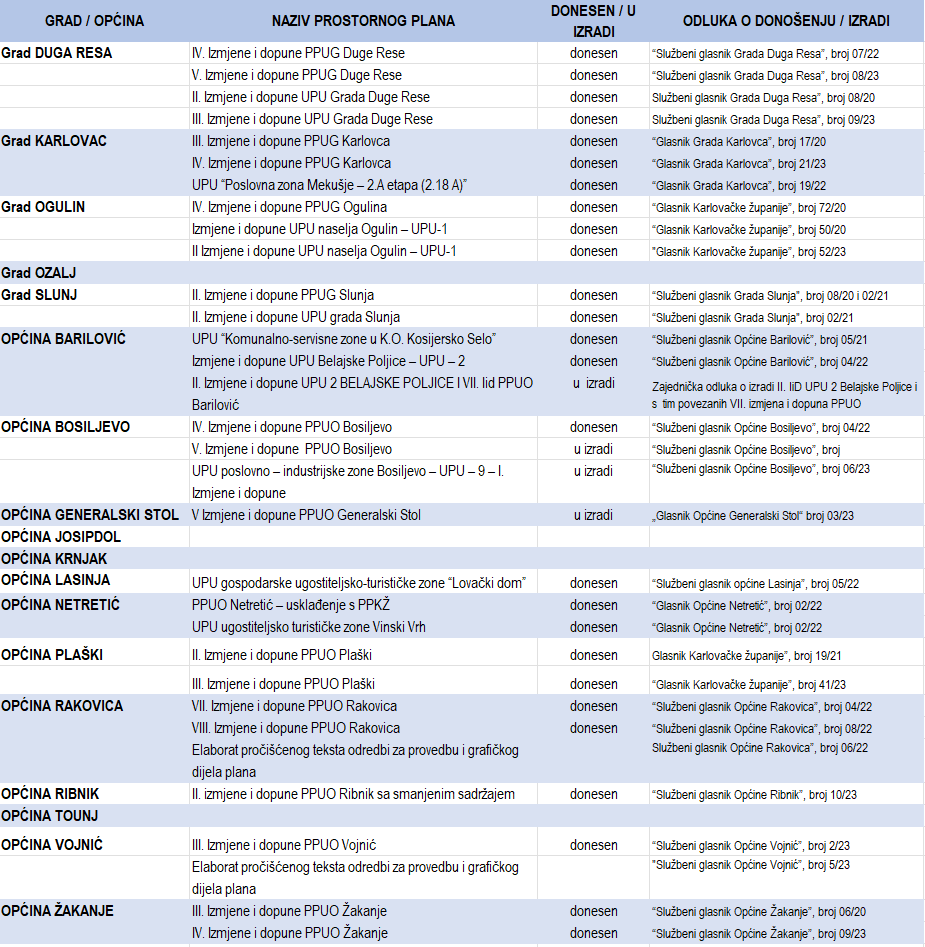 GRAD / OPĆINA NAZIV PROSTORNOG PLANA DONESEN / U IZRADI ODLUKA O DONOŠENJU / IZRADI
Grad DUGA RESA IV. Izmjene i dopune PPUG Duge Rese donesen “Službeni glasnik Grada Duga Resa”, broj 07/22
V. Izmjene i dopune PPUG Duge Rese donesen “Službeni glasnik Grada Duga Resa”, broj 08/23
II. Izmjene i dopune UPU Grada Duge Rese donesen Službeni glasnik Grada Duga Resa”, broj 08/20
III. Izmjene i dopune UPU Grada Duge Rese donesen Službeni glasnik Grada Duga Resa”, broj 09/23
Grad KARLOVAC III. Izmjene i dopune PPUG Karlovca donesen “Glasnik Grada Karlovca”, broj 17/20
IV. Izmjene i dopune PPUG Karlovca donesen “Glasnik Grada Karlovca”, broj 21/23
UPU “Poslovna zona Mekušje – 2.A etapa (2.18 A)” donesen “Glasnik Grada Karlovca”, broj 19/22
Grad OGULIN IV. Izmjene i dopune PPUG Ogulina donesen “Glasnik Karlovačke županije”, broj 72/20
Izmjene i dopune UPU naselja Ogulin – UPU-1 donesen “Glasnik Karlovačke županije”, broj 50/20
II Izmjene i dopune UPU naselja Ogulin – UPU-1 donesen "Glasnik Karlovačke županije”, broj 52/23
Grad OZALJ
Grad SLUNJ II. Izmjene i dopune PPUG Slunja donesen “Službeni glasnik Grada Slunja”, broj 08/20 i 02/21
II. Izmjene i dopune UPU grada Slunja donesen “Službeni glasnik Grada Slunja”, broj 02/21
OPĆINA BARILOVIĆ UPU “Komunalno-servisne zone u K.O. Kosijersko Selo” donesen “Službeni glasnik Općine Barilović”, broj 05/21
Izmjene i dopune UPU Belajske Poljice – UPU – 2 donesen “Službeni glasnik Općine Barilović”, broj 04/22
II. Izmjene i dopune UPU 2 BELAJSKE POLJICE I VII. Iid PPUO Barilović u izradi Zajednička odluka o izradi II. IiD UPU 2 Belajske Poljice i s tim povezanih VII. izmjena i dopuna PPUO
OPĆINA BOSILJEVO IV. Izmjene i dopune PPUO Bosiljevo donesen “Službeni glasnik Općine Bosiljevo”, broj 04/22
V. Izmjene i dopune PPUO Bosiljevo u izradi “Službeni glasnik Općine Bosiljevo”, broj
UPU poslovno – industrijske zone Bosiljevo – UPU – 9 – I. Izmjene i dopune u izradi “Službeni glasnik Općine Bosiljevo”, broj 06/23
OPĆINA GENERALSKI STOL V Izmjene i dopune PPUO Generalski Stol u izradi „Glasnik Općine Generalski Stol“ broj 03/23
OPĆINA JOSIPDOL
OPĆINA KRNJAK
OPĆINA LASINJA UPU gospodarske ugostiteljsko-turističke zone “Lovački dom” donesen “Službeni glasnik općine Lasinja”, broj 05/22
OPĆINA NETRETIĆ PPUO Netretić – usklađenje s PPKŽ donesen “Glasnik Općine Netretić”, broj 02/22
UPU ugostiteljsko turističke zone Vinski Vrh donesen “Glasnik Općine Netretić”, broj 02/22
OPĆINA PLAŠKI II. Izmjene i dopune PPUO Plaški donesen Glasnik Karlovačke županije”, broj 19/21
III. Izmjene i dopune PPUO Plaški donesen “Glasnik Karlovačke županije” broj 41/23
OPĆINA RAKOVICA VII. Izmjene i dopune PPUO Rakovica donesen “Službeni glasnik Općine Rakovica”, broj 04/22
VIII. Izmjene i dopune PPUO Rakovica donesen “Službeni glasnik Općine Rakovica”, broj 08/22
Elaborat pročišćenog teksta odredbi za provedbu i grafičkog dijela plana Službeni glasnik Općine Rakovica”, broj 06/22
OPĆINA RIBNIK II. izmjene i dopune PPUO Ribnik sa smanjenim sadržajem donesen “Službeni glasnik Općine Ribnik”, broj 10/23
OPĆINA TOUNJ
OPĆINA VOJNIĆ III. Izmjene i dopune PPUO Vojnić donesen “Službeni glasnik Općine Vojnić”, broj 2/23
Elaborat pročišćenog teksta odredbi za provedbu i grafičkog dijela plana "Službeni glasnik Općine Vojnić”, broj 5/23
OPĆINA ŽAKANJE III. Izmjene i dopune PPUO Žakanje donesen “Službeni glasnik Općine Žakanje”, broj 06/20
IV. Izmjene i dopune PPUO Žakanje donesen “Službeni glasnik Općine Žakanje”, broj 09/23